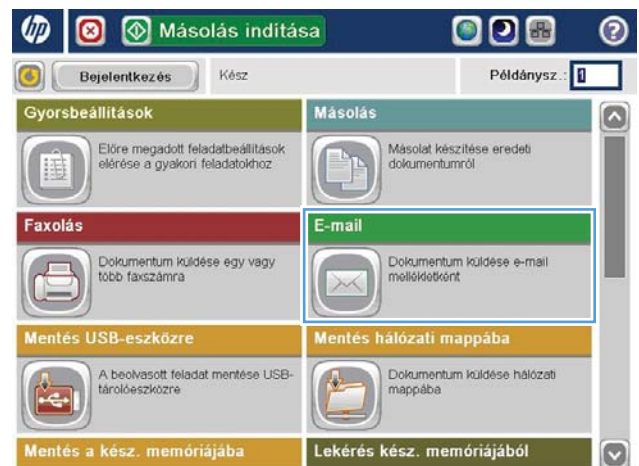 hp
Másolás indítása
?
Bejelentkezés
Kész
Példánysz.: 1
Gyorsbeállítások
Másolás
Előre megadott feladatbeállítások
elérése a gyakori feladatokhoz
Másolat készítése eredeti
dokumentumról
Faxolás
E-mail
Dokumentum küldése egy vagy
több faxszámra
Dokumentum küldése e-mail
mellékletként
Mentés USB-eszközre
Mentés hálózati mappába
A beolvasott feladat mentése USB-
tárolóeszközre
Dokumentum küldése hálózati
mappába
Mentés a kész. memóriájába
Lekérés kész. memóriájából